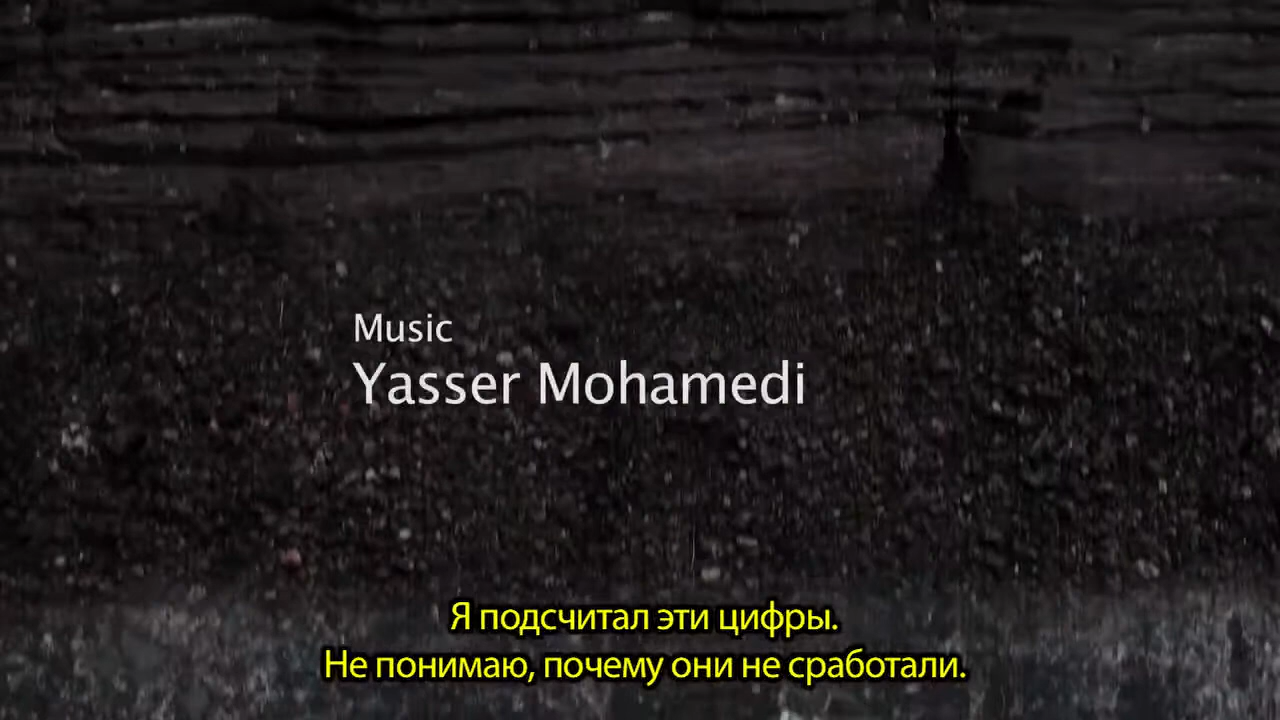 Music
Yasser Mohamedi
Я подсчитал эти цифры.
Не понимаю, почему они не сработали.